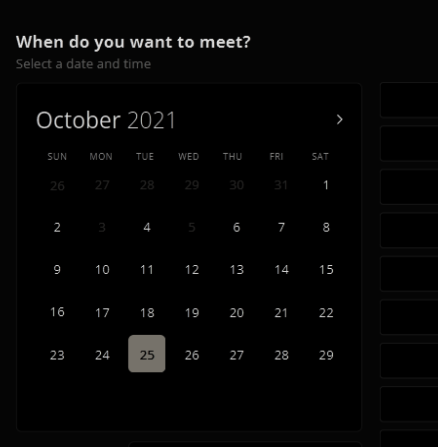 When do you want to meet?
Select a date and time
October 2021
SUN MON TUE WED THU FRI SAT
26 27 28 29 30 31 1
2 3 4 5 6 7 8
9 10 11 12 13 14 15
16 17 18 19 20 21 22
23 24 25 26 27 28 29